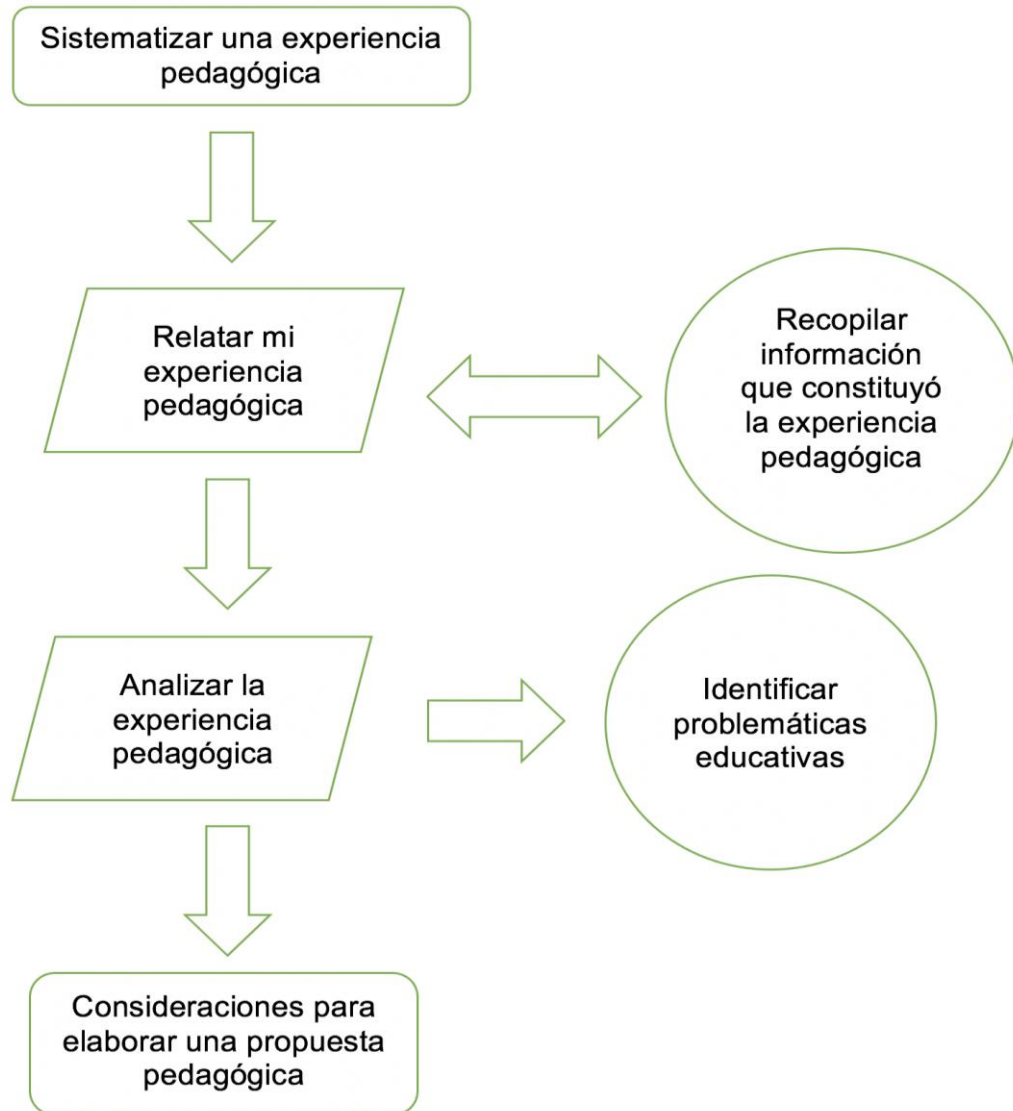 Sistematizar una experiencia
pedagógica
Relatar mi
experiencia
pedagógica
Recopilar
información
que constituyó
la experiencia
pedagógica
Analizar la
experiencia
pedagógica
Identificar
problemáticas
educativas
Consideraciones para
elaborar una propuesta
pedagógica